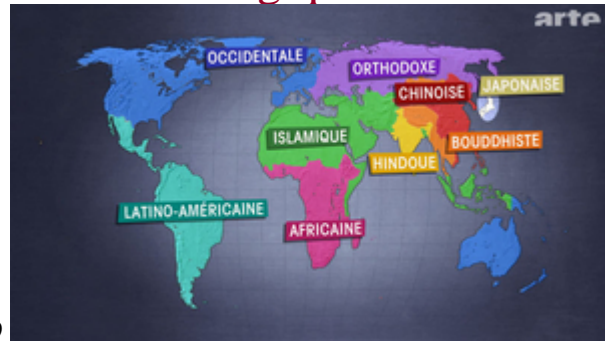 arte
OCCIDENTALE
ORTHODOXE
CHINOISE
JAPONAISE
ISLAMIQUE
HINDOUE
BOUDDHISTE
LATINO-AMÉRICAINE
AFRICAINE